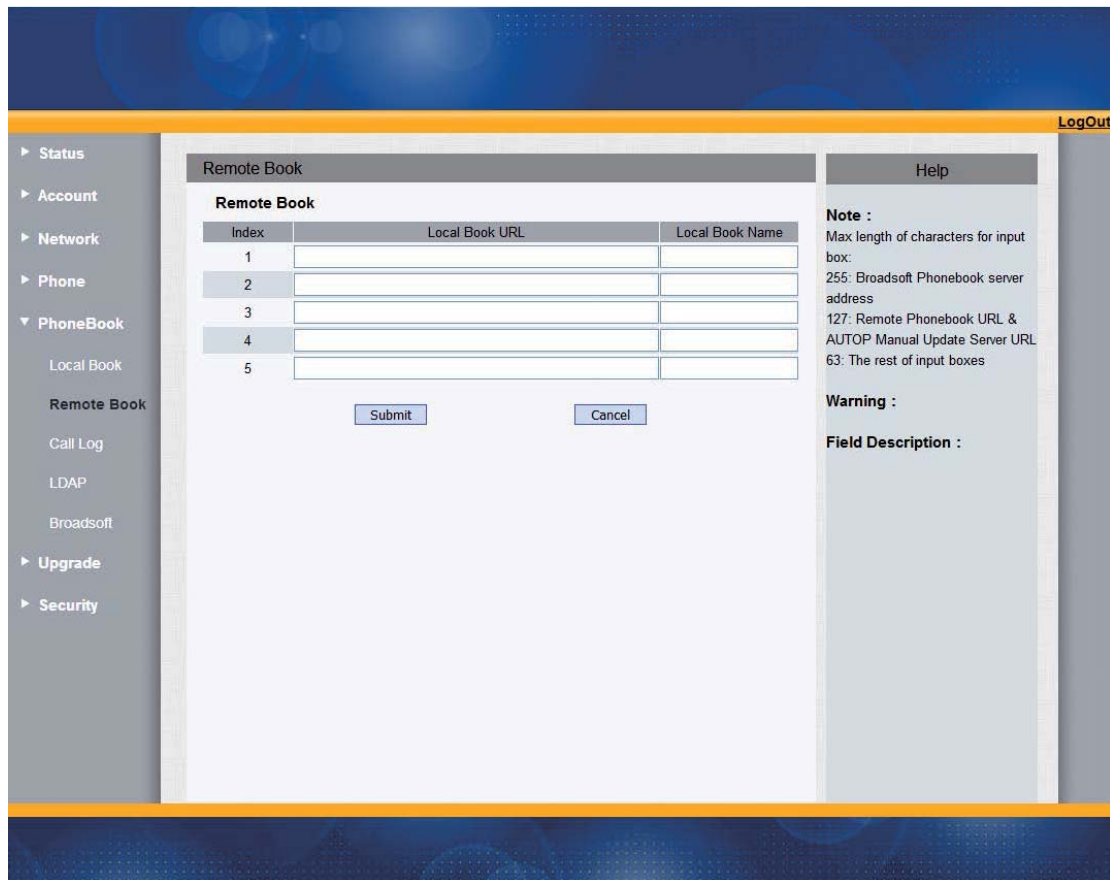 LogOut
Status
Account
Network
Phone
PhoneBook
Local Book
Remote Book
Call Log
LDAP
Broadsoft
Upgrade
Security
Remote Book
Remote Book
Index Local Book URL Local Book Name
1
2
3
4
5
Submit Cancel
Help
Note :
Max length of characters for input
box:
255: Broadsoft Phonebook server
address
127: Remote Phonebook URL &
AUTOP Manual Update Server URL
63: The rest of input boxes
Warning :
Field Description :